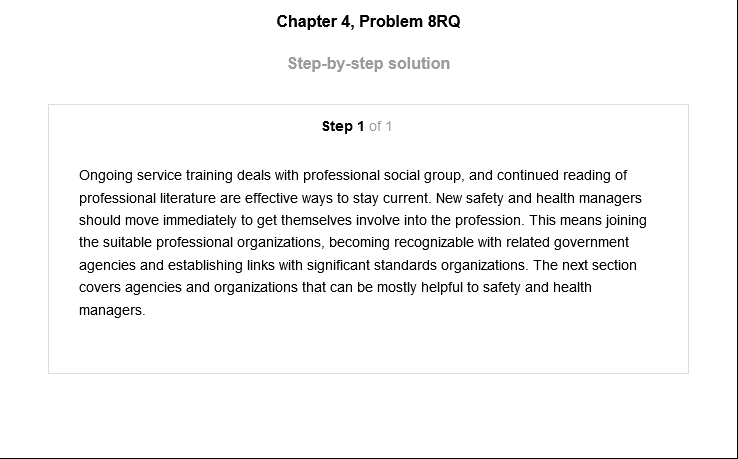 Chapter 4, Problem 8RQ
Step-by-step solution
Step 1 of 1
Ongoing service training deals with professional social group, and continued reading of
professional literature are effective ways to stay current. New safety and health managers
should move immediately to get themselves involve into the profession. This means joining
the suitable professional organizations, becoming recognizable with related government
agencies and establishing links with significant standards organizations. The next section
covers agencies and organizations that can be mostly helpful to safety and health
managers.